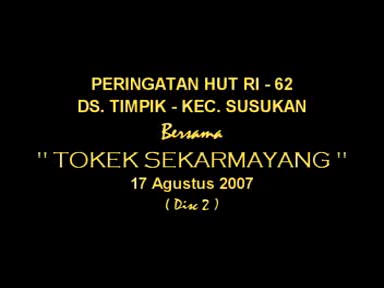 PERINGATAN HUT RI - 62
DS. TIMPIK - KEC. SUSUKAN
Bersama
" TOKEK SEKARMAYANG "
17 Agustus 2007
( Disc 2 )